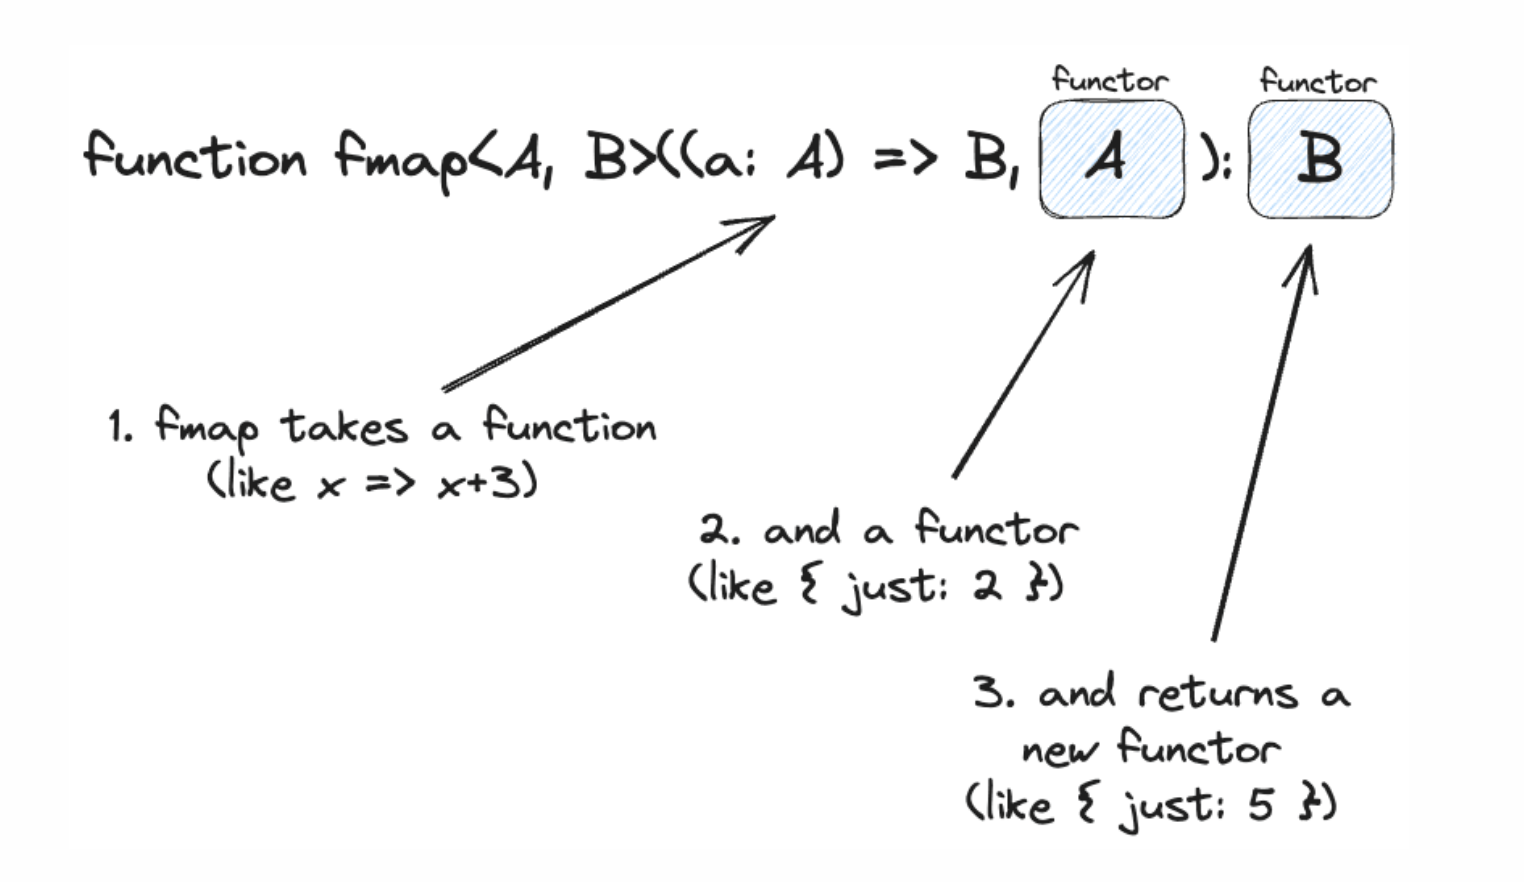 functor functor
function fmap<A, B>((a: A) => B, A ): B
1. fmap takes a function
(like x => x+3)
2. and a functor
(like { just: 2 })
3. and returns a
new functor
(like { just: 5 })